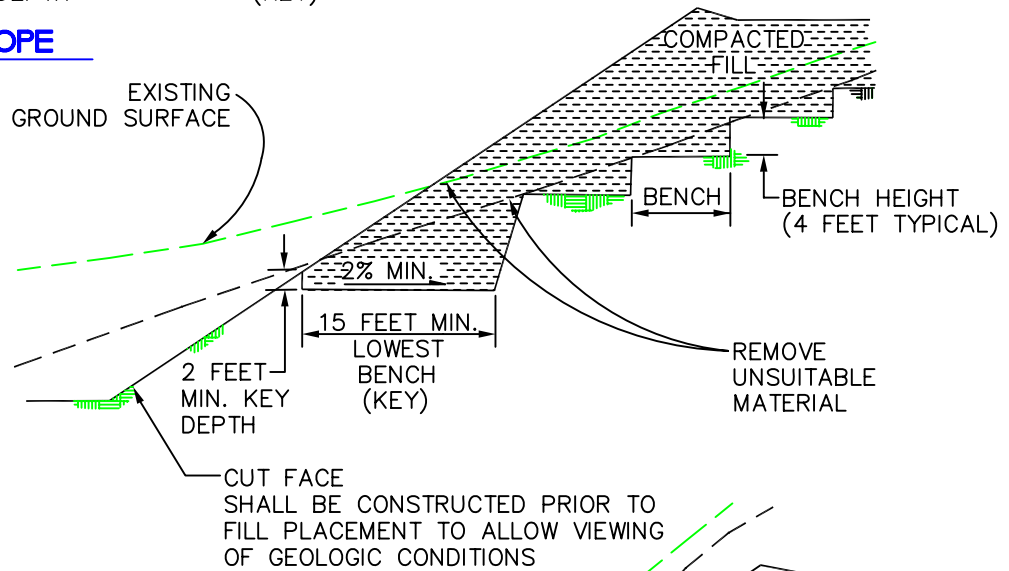 (KEY)
OPE
COMPACTED
FILL
EXISTING
GROUND SURFACE
BENCH
BENCH HEIGHT
(4 FEET TYPICAL)
2% MIN.
15 FEET MIN.
LOWEST
BENCH
(KEY)
2 FEET
MIN. KEY
DEPTH
REMOVE
UNSUITABLE
MATERIAL
CUT FACE
SHALL BE CONSTRUCTED PRIOR TO
FILL PLACEMENT TO ALLOW VIEWING
OF GEOLOGIC CONDITIONS